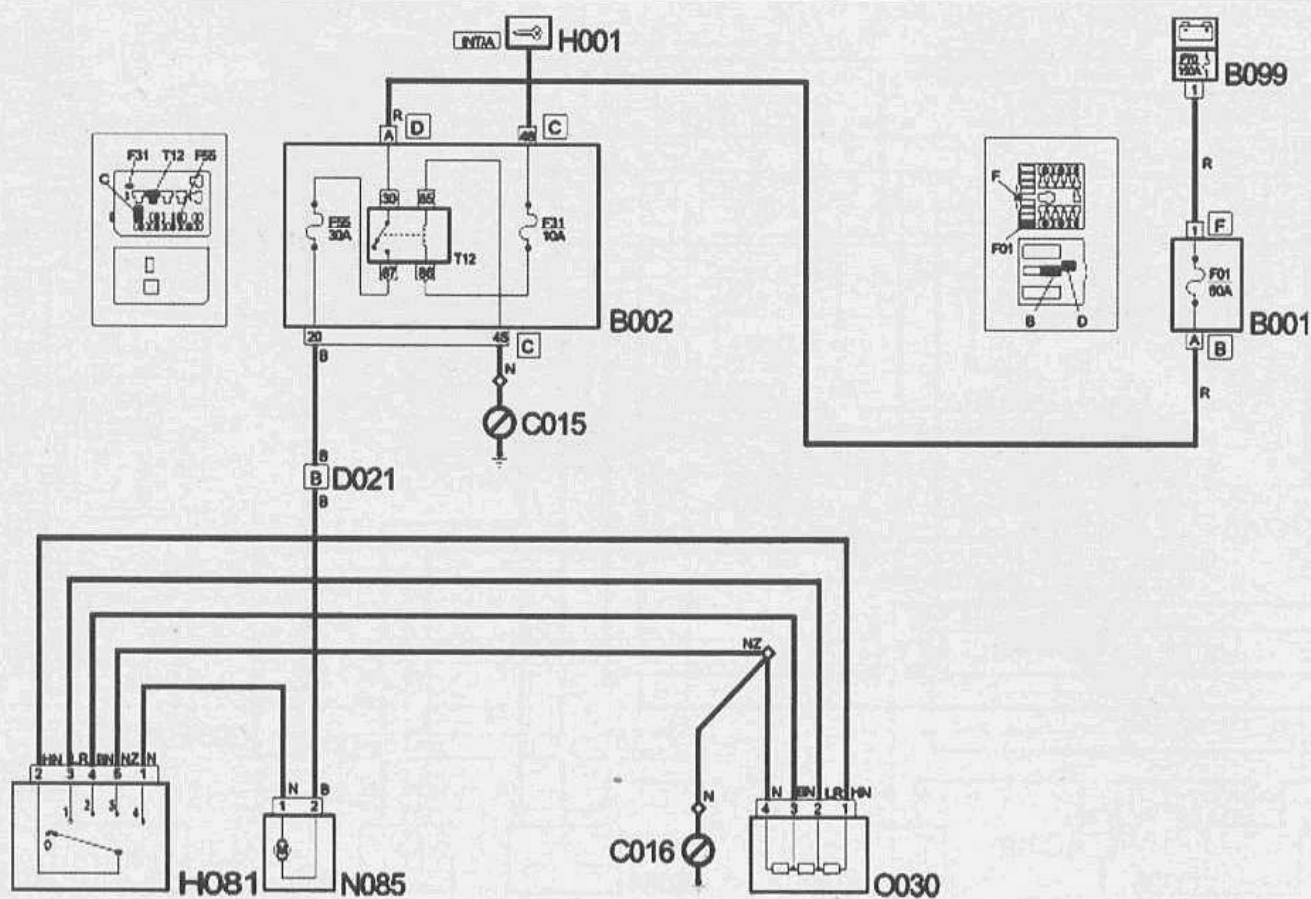 INT/A H001
F70
B099
1
R
R
A D 46 C
F31 T12 F55
C
F
F01
B D
30 85
F55
30A
F31
10A
T12
87 86
B002
1 F
F01
60A
B001
A B
R
20 45 C
B N
C015
B
B D021
B
NZ
2 HN 3 LR 4 BN 5 NZ 1 N
1 2 3 4
0
H081
N B
1 2
M
N085
N
C016
N BN LR HN
4 3 2 1
O030